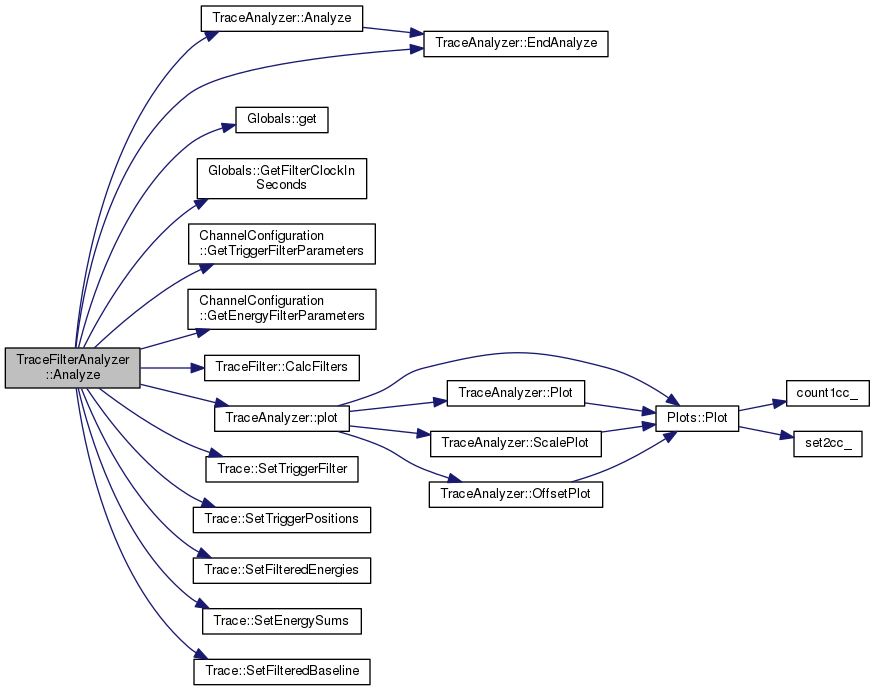 TraceAnalyzer::Analyze
TraceAnalyzer::EndAnalyze
Globals::get
Globals::GetFilterClockIn
Seconds
ChannelConfiguration
::GetTriggerFilterParameters
ChannelConfiguration
::GetEnergyFilterParameters
TraceFilterAnalyzer
::Analyze
TraceFilter::CalcFilters
TraceAnalyzer::plot
TraceAnalyzer::Plot
TraceAnalyzer::ScalePlot
TraceAnalyzer::OffsetPlot
Plots::Plot
count1cc_
set2cc_
Trace::SetTriggerFilter
Trace::SetTriggerPositions
Trace::SetFilteredEnergies
Trace::SetEnergySums
Trace::SetFilteredBaseline